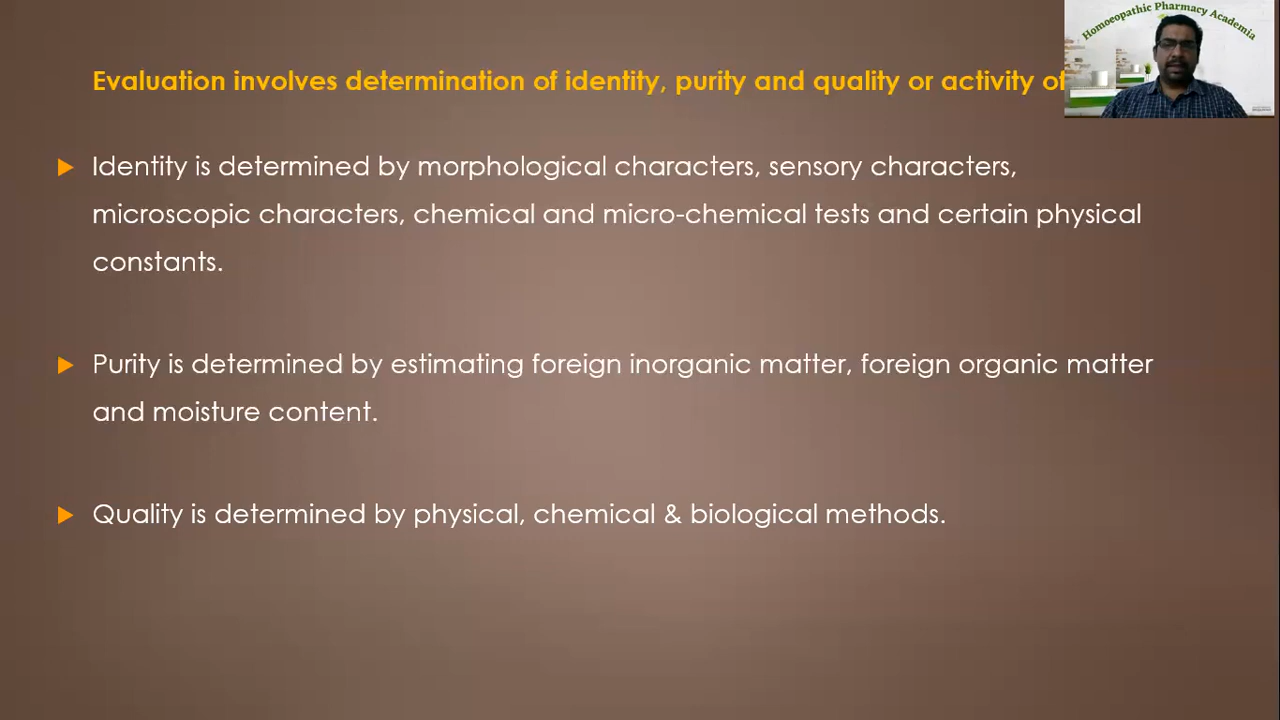 Homoeopathic Pharmacy Academia
Evaluation involves determination of identity, purity and quality or activity of
Identity is determined by morphological characters, sensory characters,
microscopic characters, chemical and micro-chemical tests and certain physical
constants.
Purity is determined by estimating foreign inorganic matter, foreign organic matter
and moisture content.
Quality is determined by physical, chemical & biological methods.